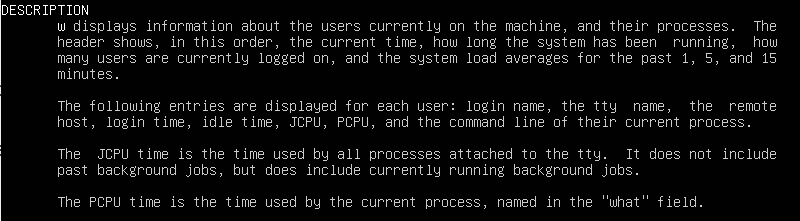 DESCRIPTION
w displays information about the users currently on the machine, and their processes.  The
header shows, in this order, the current time, how long the system has been  running,  how
many users are currently logged on, and the system load averages for the past 1, 5, and 15
minutes.
The following entries are displayed for each user: login name, the tty  name,  the  remote
host, login time, idle time, JCPU, PCPU, and the command line of their current process.
The  JCPU time is the time used by all processes attached to the tty.  It does not include
past background jobs, but does include currently running background jobs.
The PCPU time is the time used by the current process, named in the "what" field.